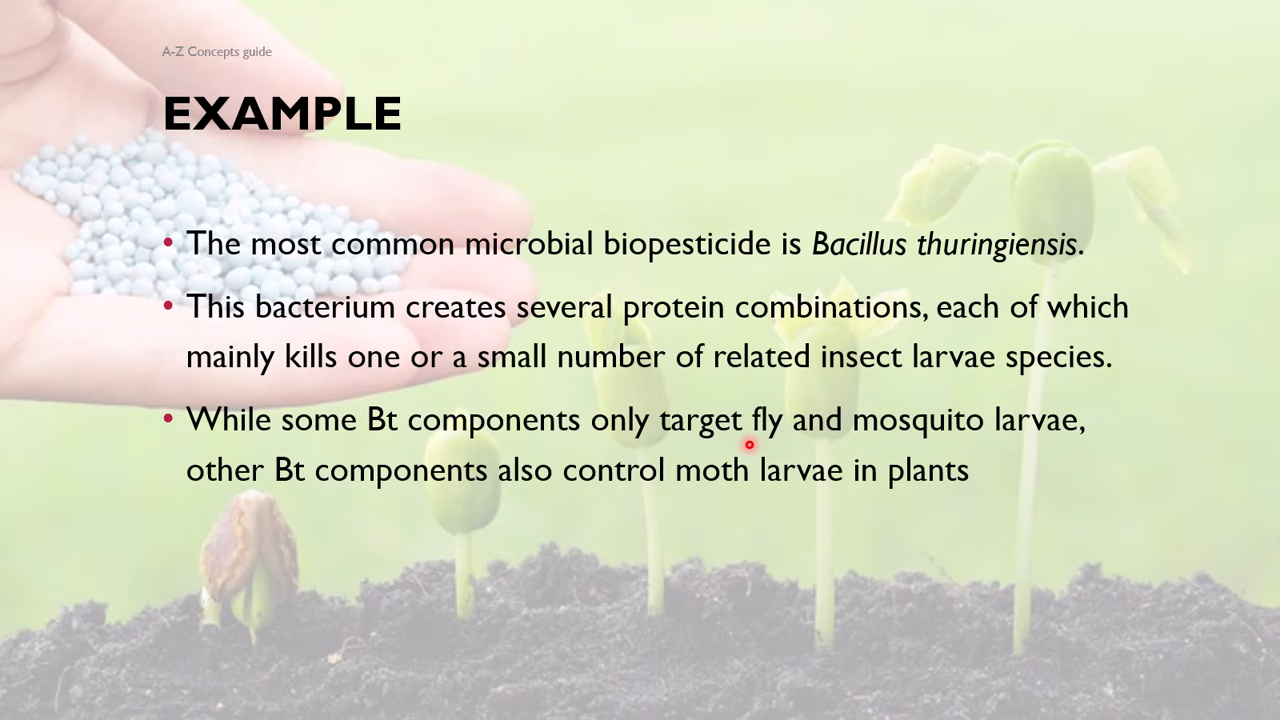 A-Z Concepts guide
EXAMPLE
• The most common microbial biopesticide is Bacillus thuringiensis.
• This bacterium creates several protein combinations, each of which
mainly kills one or a small number of related insect larvae species.
• While some Bt components only target fly and mosquito larvae,
other Bt components also control moth larvae in plants